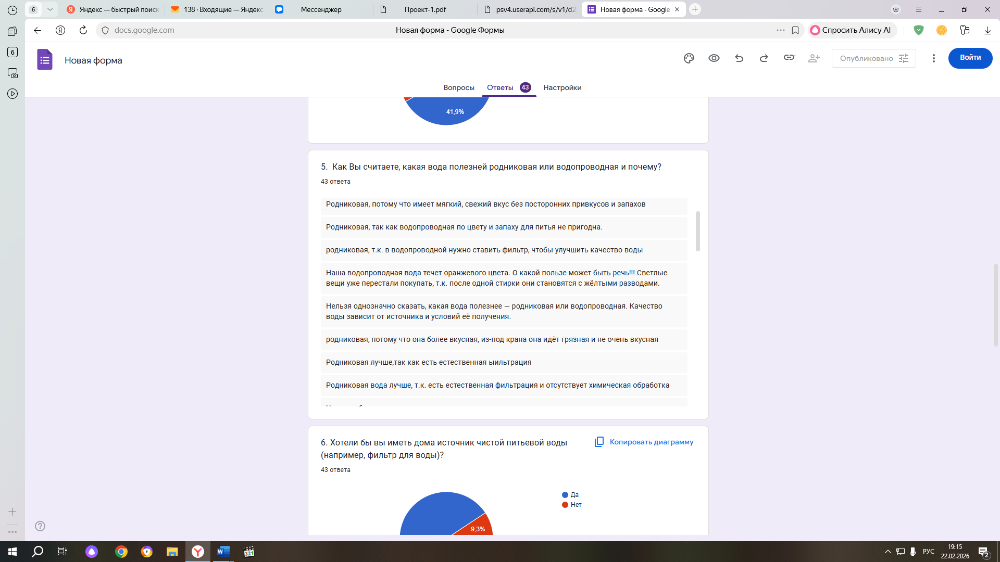 6
Яндекс — быстрый поиск
138 · Входящие — Яндекс
Мессенджер
Проект-1.pdf
psv4.userapi.com/s/v1/d2
Новая форма - Google
docs.google.com
Новая форма - Google Формы
Спросить Алису AI
6
Новая форма
Опубликовано
Войти
Вопросы
Ответы 43
Настройки
41,9%
5. Как Вы считаете, какая вода полезней родниковая или водопроводная и почему?
43 ответа
Родниковая, потому что имеет мягкий, свежий вкус без посторонних привкусов и запахов
Родниковая, так как водопроводная по цвету и запаху для питья не пригодна.
родниковая, т.к. в водопроводной нужно ставить фильтр, чтобы улучшить качество воды
Наша водопроводная вода течет оранжевого цвета. О какой пользе может быть речь!!! Светлые
вещи уже перестали покупать, т.к. после одной стирки они становятся с жёлтыми разводами.
Нельзя однозначно сказать, какая вода полезнее — родниковая или водопроводная. Качество
воды зависит от источника и условий её получения.
родниковая, потому что она более вкусная, из-под крана она идёт грязная и не очень вкусная
Родниковая лучше,так как есть естественная ыильтрация
Родниковая вода лучше, т.к. есть естественная фильтрация и отсутствует химическая обработка
6. Хотели бы вы иметь дома источник чистой питьевой воды
(например, фильтр для воды)?
Копировать диаграмму
43 ответа
Да
Нет
9,3%
321
РУС
19:15
22.02.2026
2